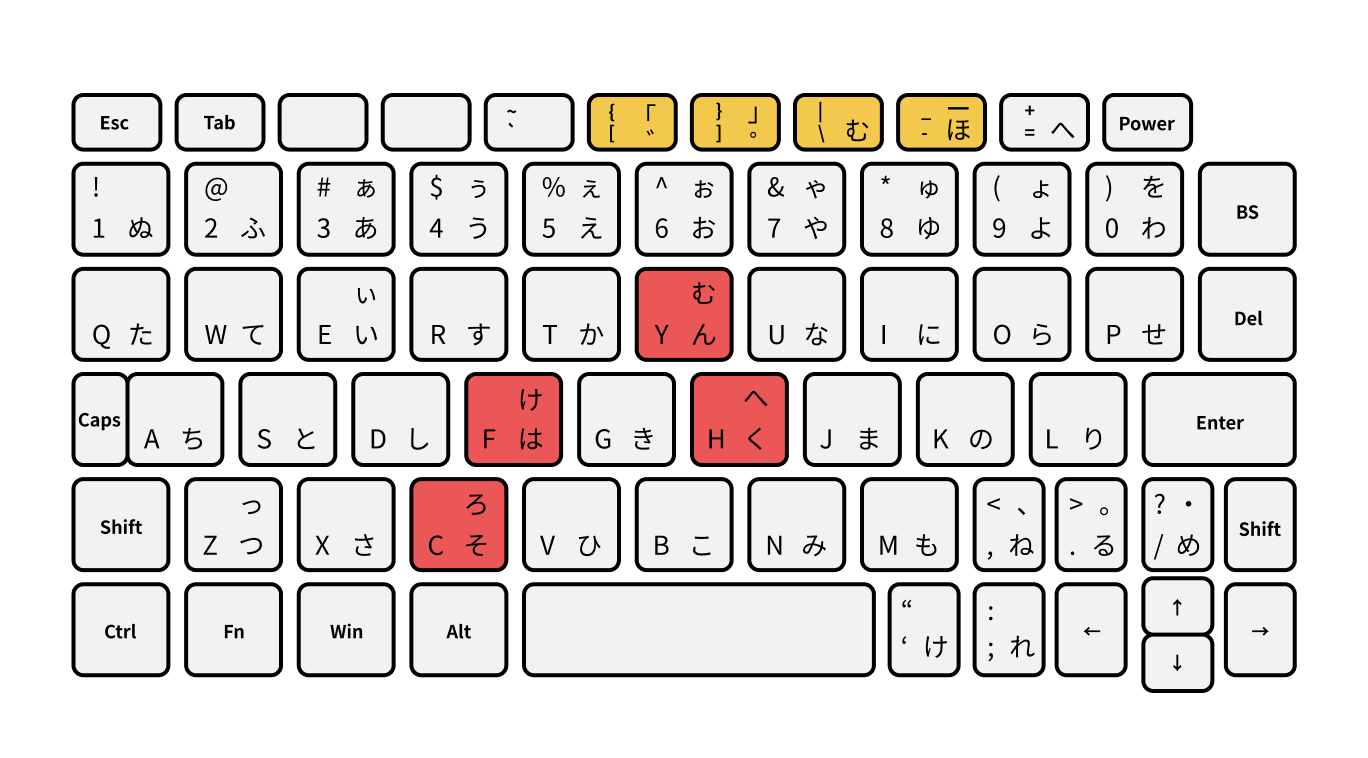 Esc Tab ~ { 「 } 」 | _ ー + Power
` [ ゛ ] ゜ \ む - ほ = へ
! @ # ぁ $ ぅ % ぇ ^ ぉ & ゃ * ゅ ( ょ ) を
1 ぬ 2 ふ 3 あ 4 う 5 え 6 お 7 や 8 ゆ 9 よ 0 わ BS
ぃ む
Q た W て E い R す T か Y ん U な I に O ら P せ Del
け へ
Caps A ち S と D し F は G き H く J ま K の L り Enter
っ ろ < 、 > 。 ? ・
Shift Z つ X さ C そ V ひ B こ N み M も , ね . る / め Shift
“ : ↑
Ctrl Fn Win Alt ‘ け ; れ ← ↓ →